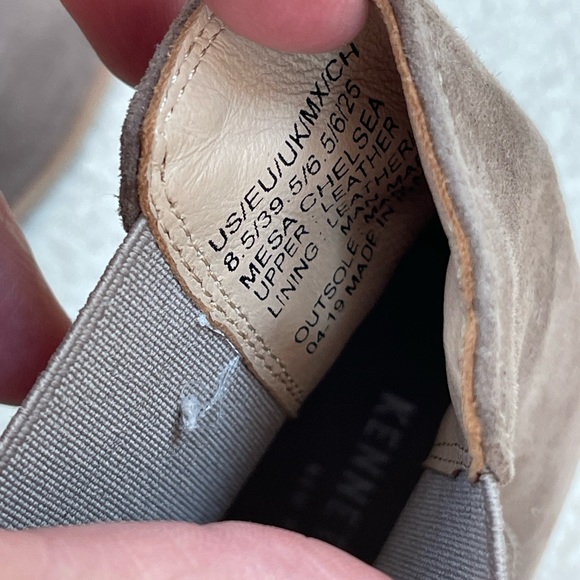 US/EU/UK/MX/CH
8.5/39.5/6.5/6/25
MESA CHELSEA
UPPER : LEATHER
LINING : LEATHER
OUTSOLE : MAN-MA
04-19 MADE IN
KENNE